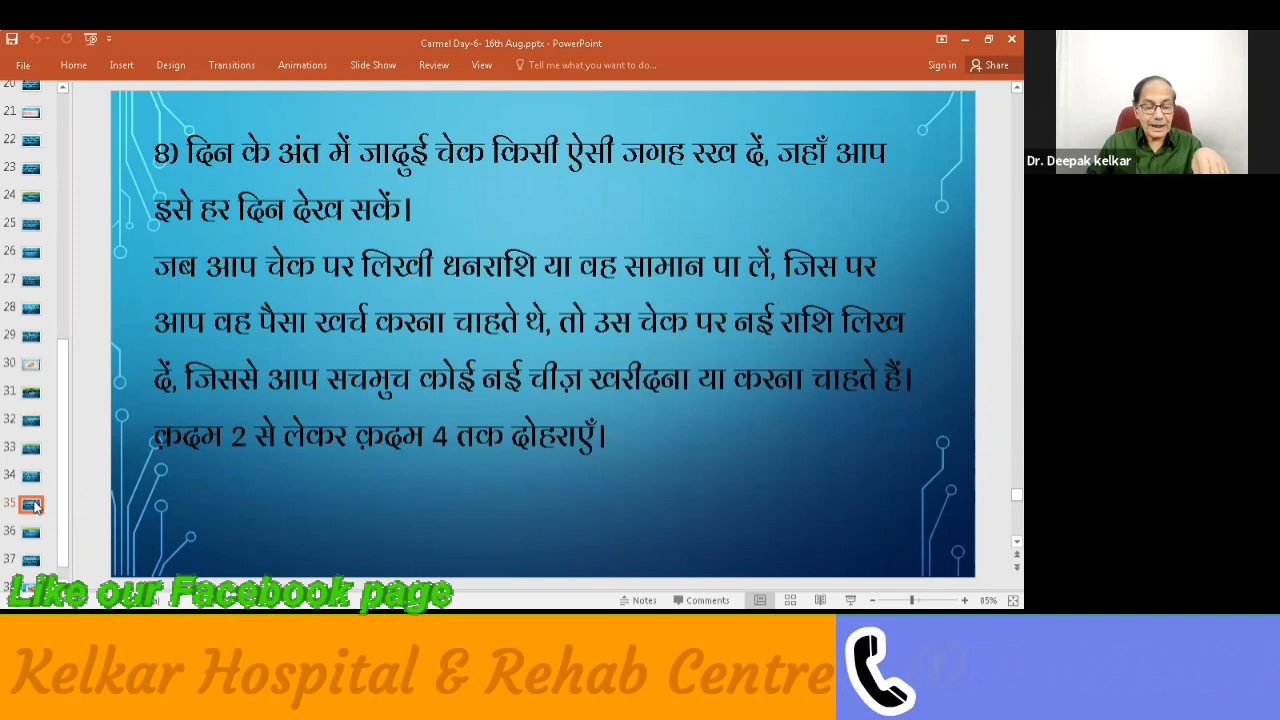 Carmel Day-6- 16th Aug.pptx - PowerPoint
File Home Insert Design Transitions Animations Slide Show Review View Tell me what you want to do... Sign in Share
21
22
23
24
25
26
27
28
29
30
31
32
33
34
35
36
37
8) दिन के अंत में जादुई चेक किसी ऐसी जगह रख दें, जहाँ आप
इसे हर दिन देख सकें।
जब आप चेक पर लिखी धनराशि या वह सामान पा लें, जिस पर
आप वह पैसा खर्च करना चाहते थे, तो उस चेक पर नई राशि लिख
दें, जिससे आप सचमुच कोई नई चीज़ खरीदना या करना चाहते हैं।
क़दम 2 से लेकर क़दम 4 तक दोहराएँ।
Dr. Deepak kelkar
Notes Comments 85%
Like our Facebook page
Kelkar Hospital & Rehab Centre